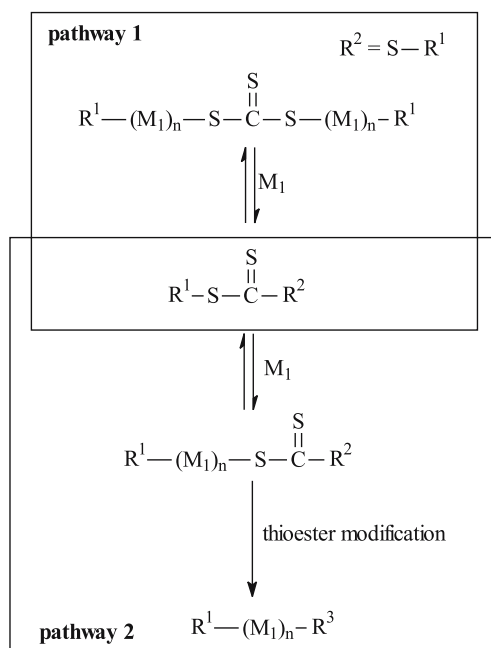 pathway 1
R² = S—R¹
S
R¹—(M₁)ₙ—S—C—S—(M₁)ₙ—R¹
M₁
S
R¹—S—C—R²
M₁
S
R¹—(M₁)ₙ—S—C—R²
thioester modification
pathway 2
R¹—(M₁)ₙ—R³